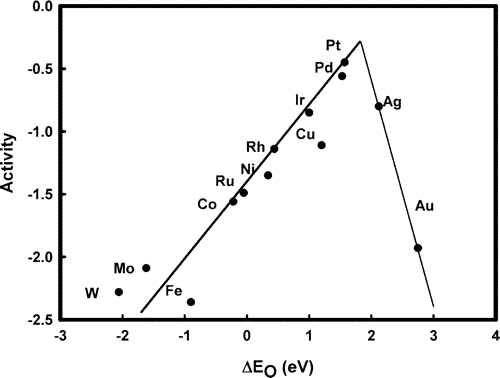 0.0
Pt
Pd
-0.5
Ir
Ag
-1.0
Cu
Rh
Activity
Ni
-1.5
Ru
Co
Au
-2.0
Mo
W
Fe
-2.5
-3 -2 -1 0 1 2 3 4
ΔEO (eV)